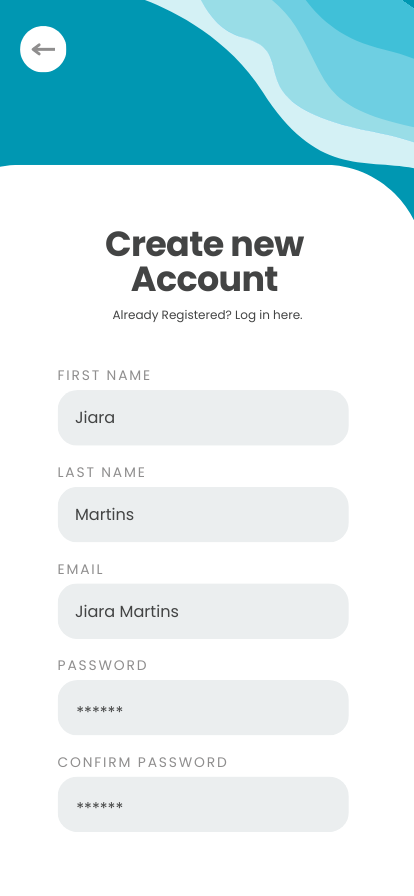 Create new
Account
Already Registered? Log in here.
FIRST NAME
Jiara
LAST NAME
Martins
EMAIL
Jiara Martins
PASSWORD
******
CONFIRM PASSWORD
******